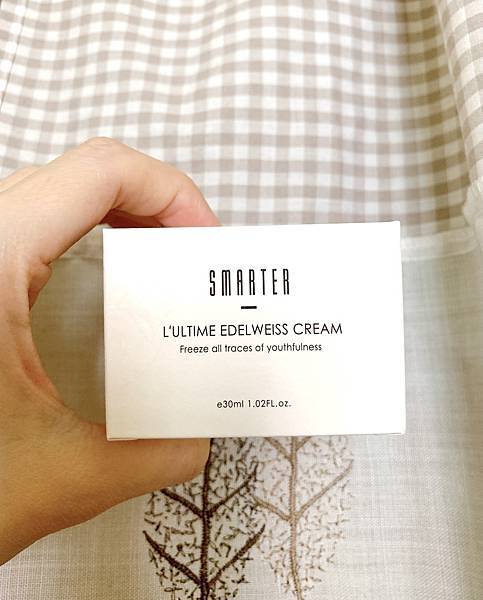 SMARTER
L'ULTIME EDELWEISS CREAM
Freeze all traces of youthfulness
e30ml 1.02FL.oz.